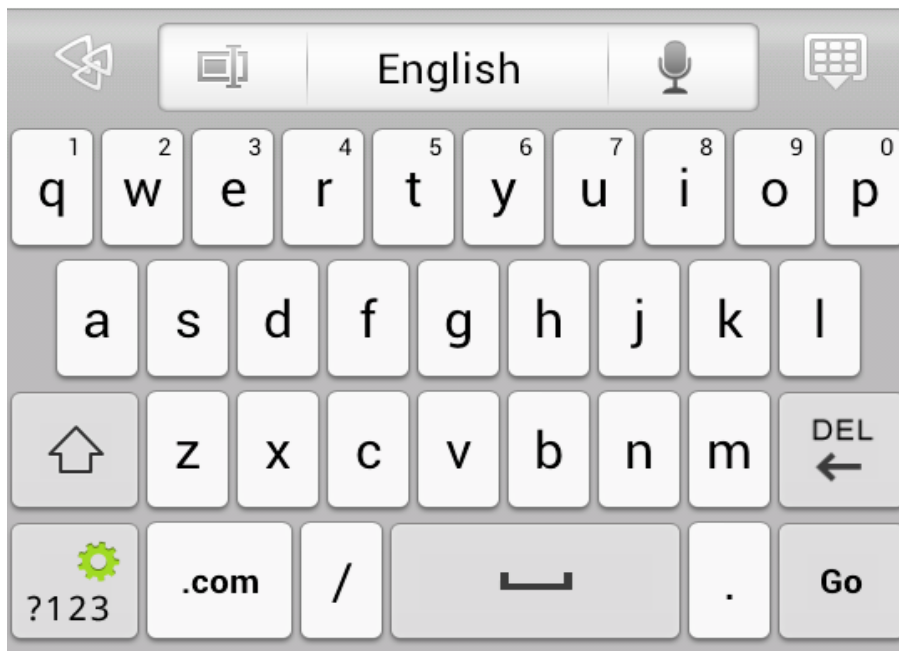 English
1 2 3 4 5 6 7 8 9 0
q w e r t y u i o p
a s d f g h j k l
z x c v b n m DEL
?123 .com / . Go